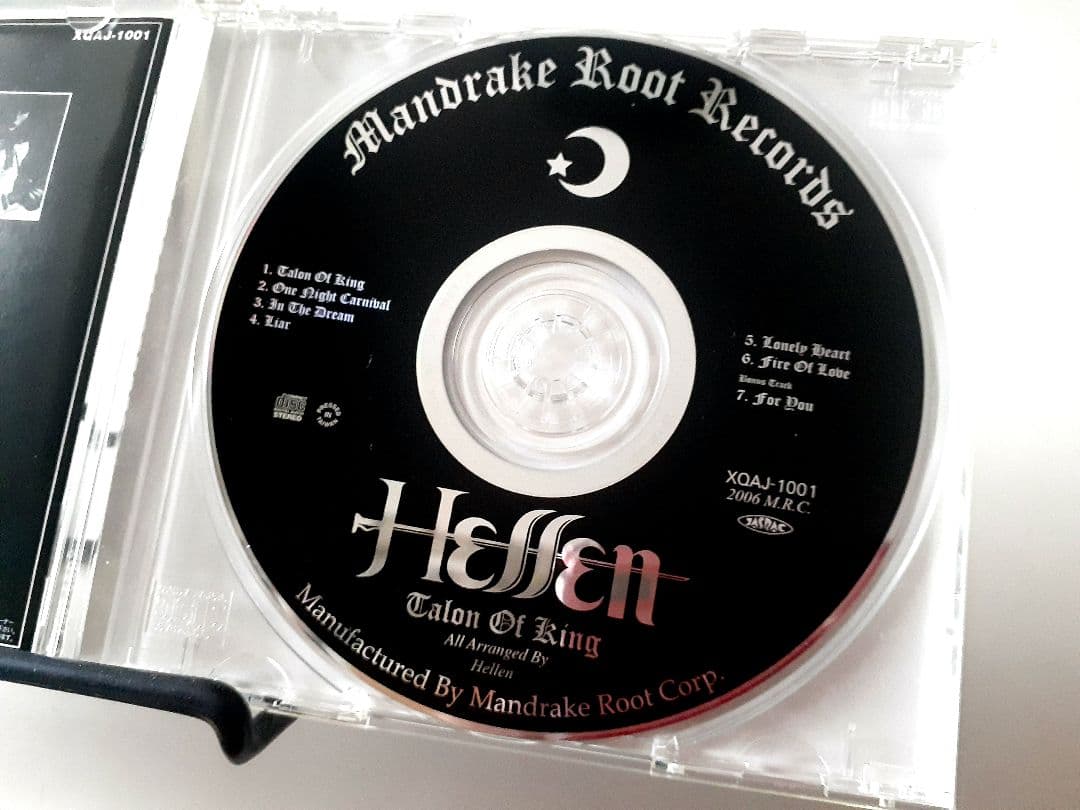 XQAJ-1001
Mandrake Root Records
1. Talon Of King
2. One Night Carnival
3. In The Dream
4. Liar
5. Lonely Heart
6. Fire Of Love
Bonus Track
7. For You
DISC
STEREO
PRESSED IN TAIWAN
XQAJ-1001
2006 M.R.C.
JASRAC
Hellen
Talon Of King
All Arranged By
Hellen
Manufactured By Mandrake Root Corp.